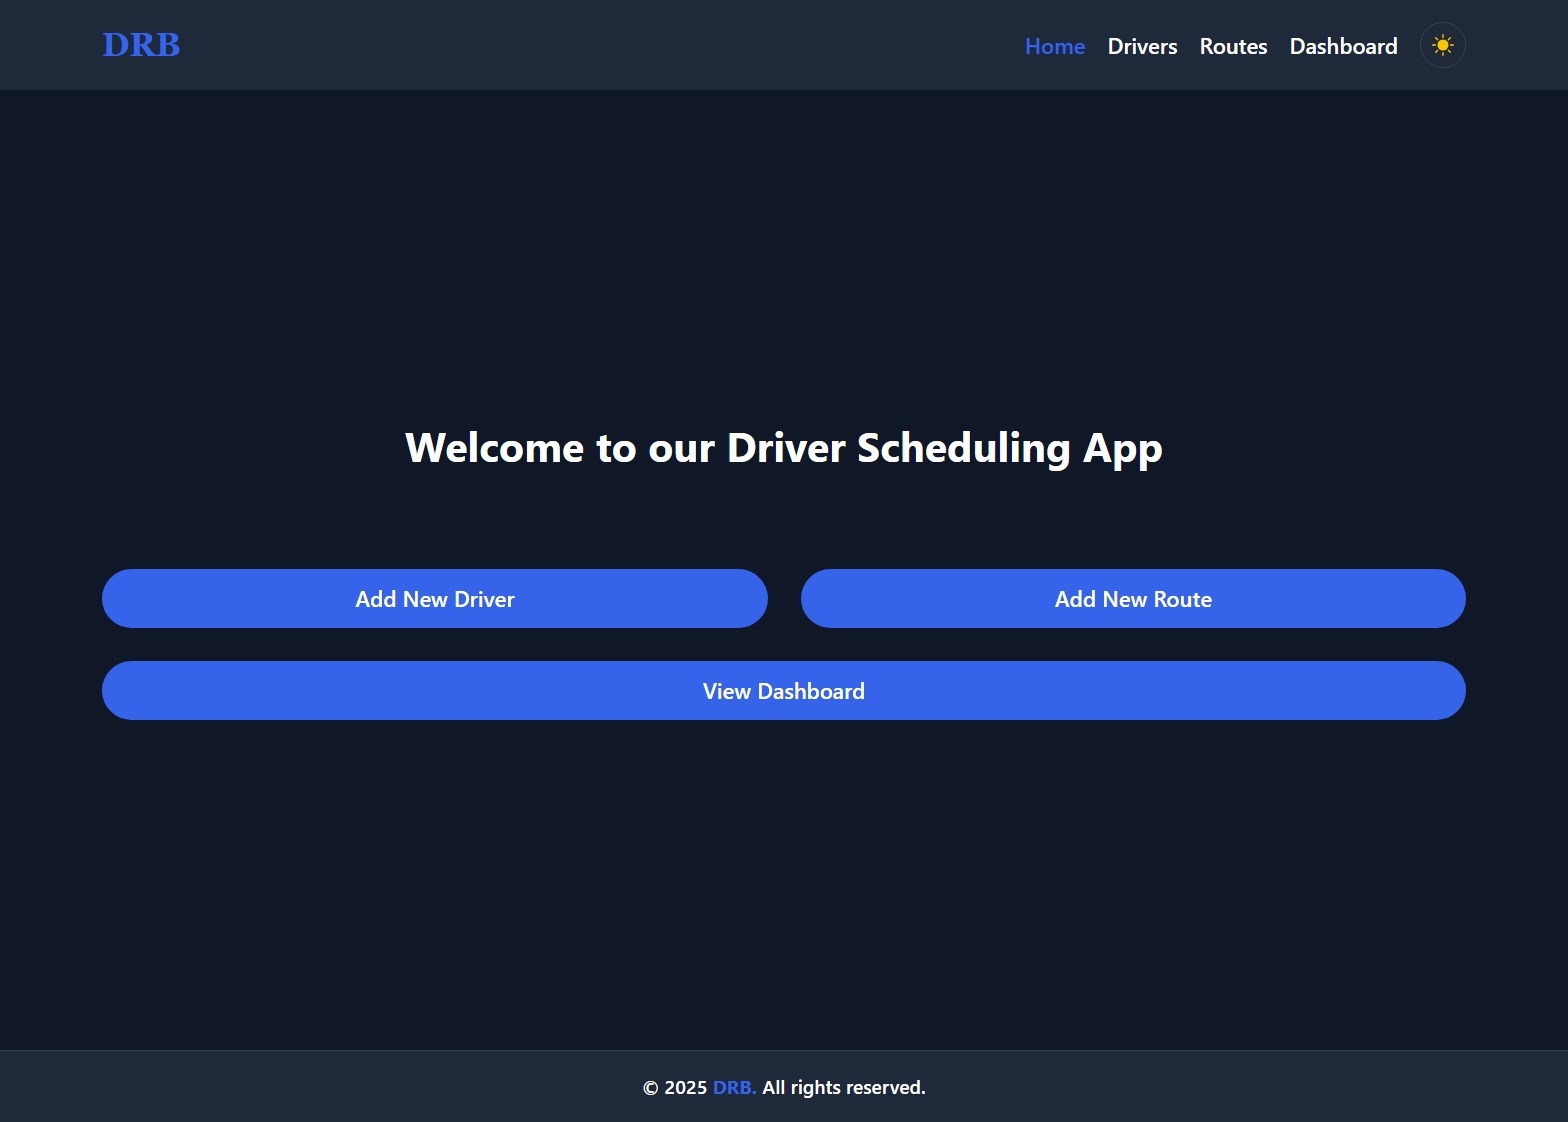 DRB
Home Drivers Routes Dashboard
Welcome to our Driver Scheduling App
Add New Driver
Add New Route
View Dashboard
© 2025 DRB. All rights reserved.